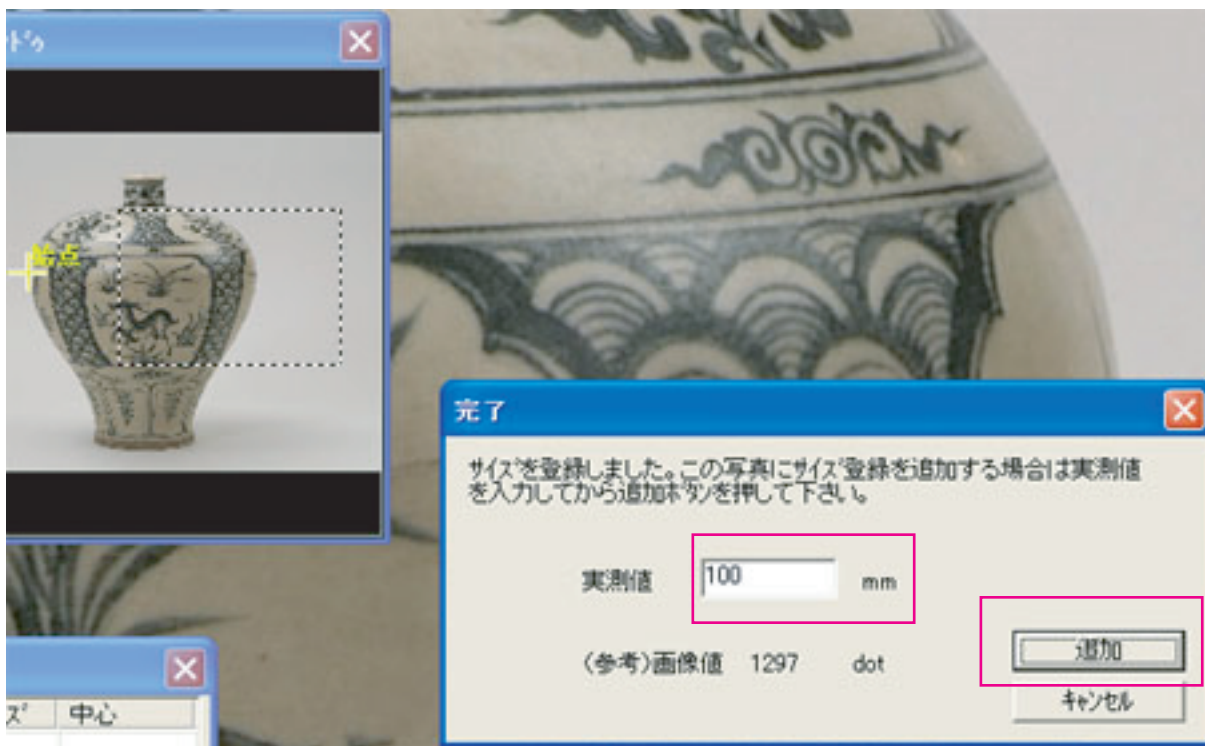 ﾝﾄﾞｳ
始点
完了
ｻｲｽﾞを登録しました。この写真にｻｲｽﾞ登録を追加する場合は実測値
を入力してから追加ﾎﾞﾀﾝを押して下さい。
実測値 100 mm
(参考)画像値 1297 dot
追加
ｷｬﾝｾﾙ
ｽﾞ 中心